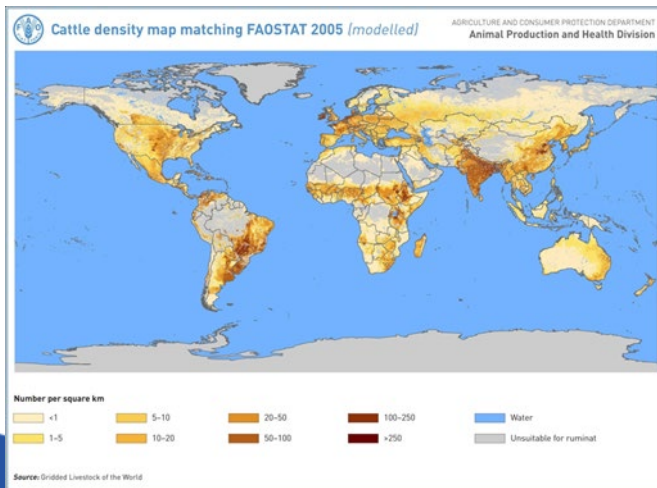 Cattle density map matching FAOSTAT 2005 [modelled]
AGRICULTURE AND CONSUMER PROTECTION DEPARTMENT
Animal Production and Health Division
Number per square km
<1
5–10
20–50
100–250
Water
1–5
10–20
50–100
>250
Unsuitable for ruminal
Source: Gridded Livestock of the World